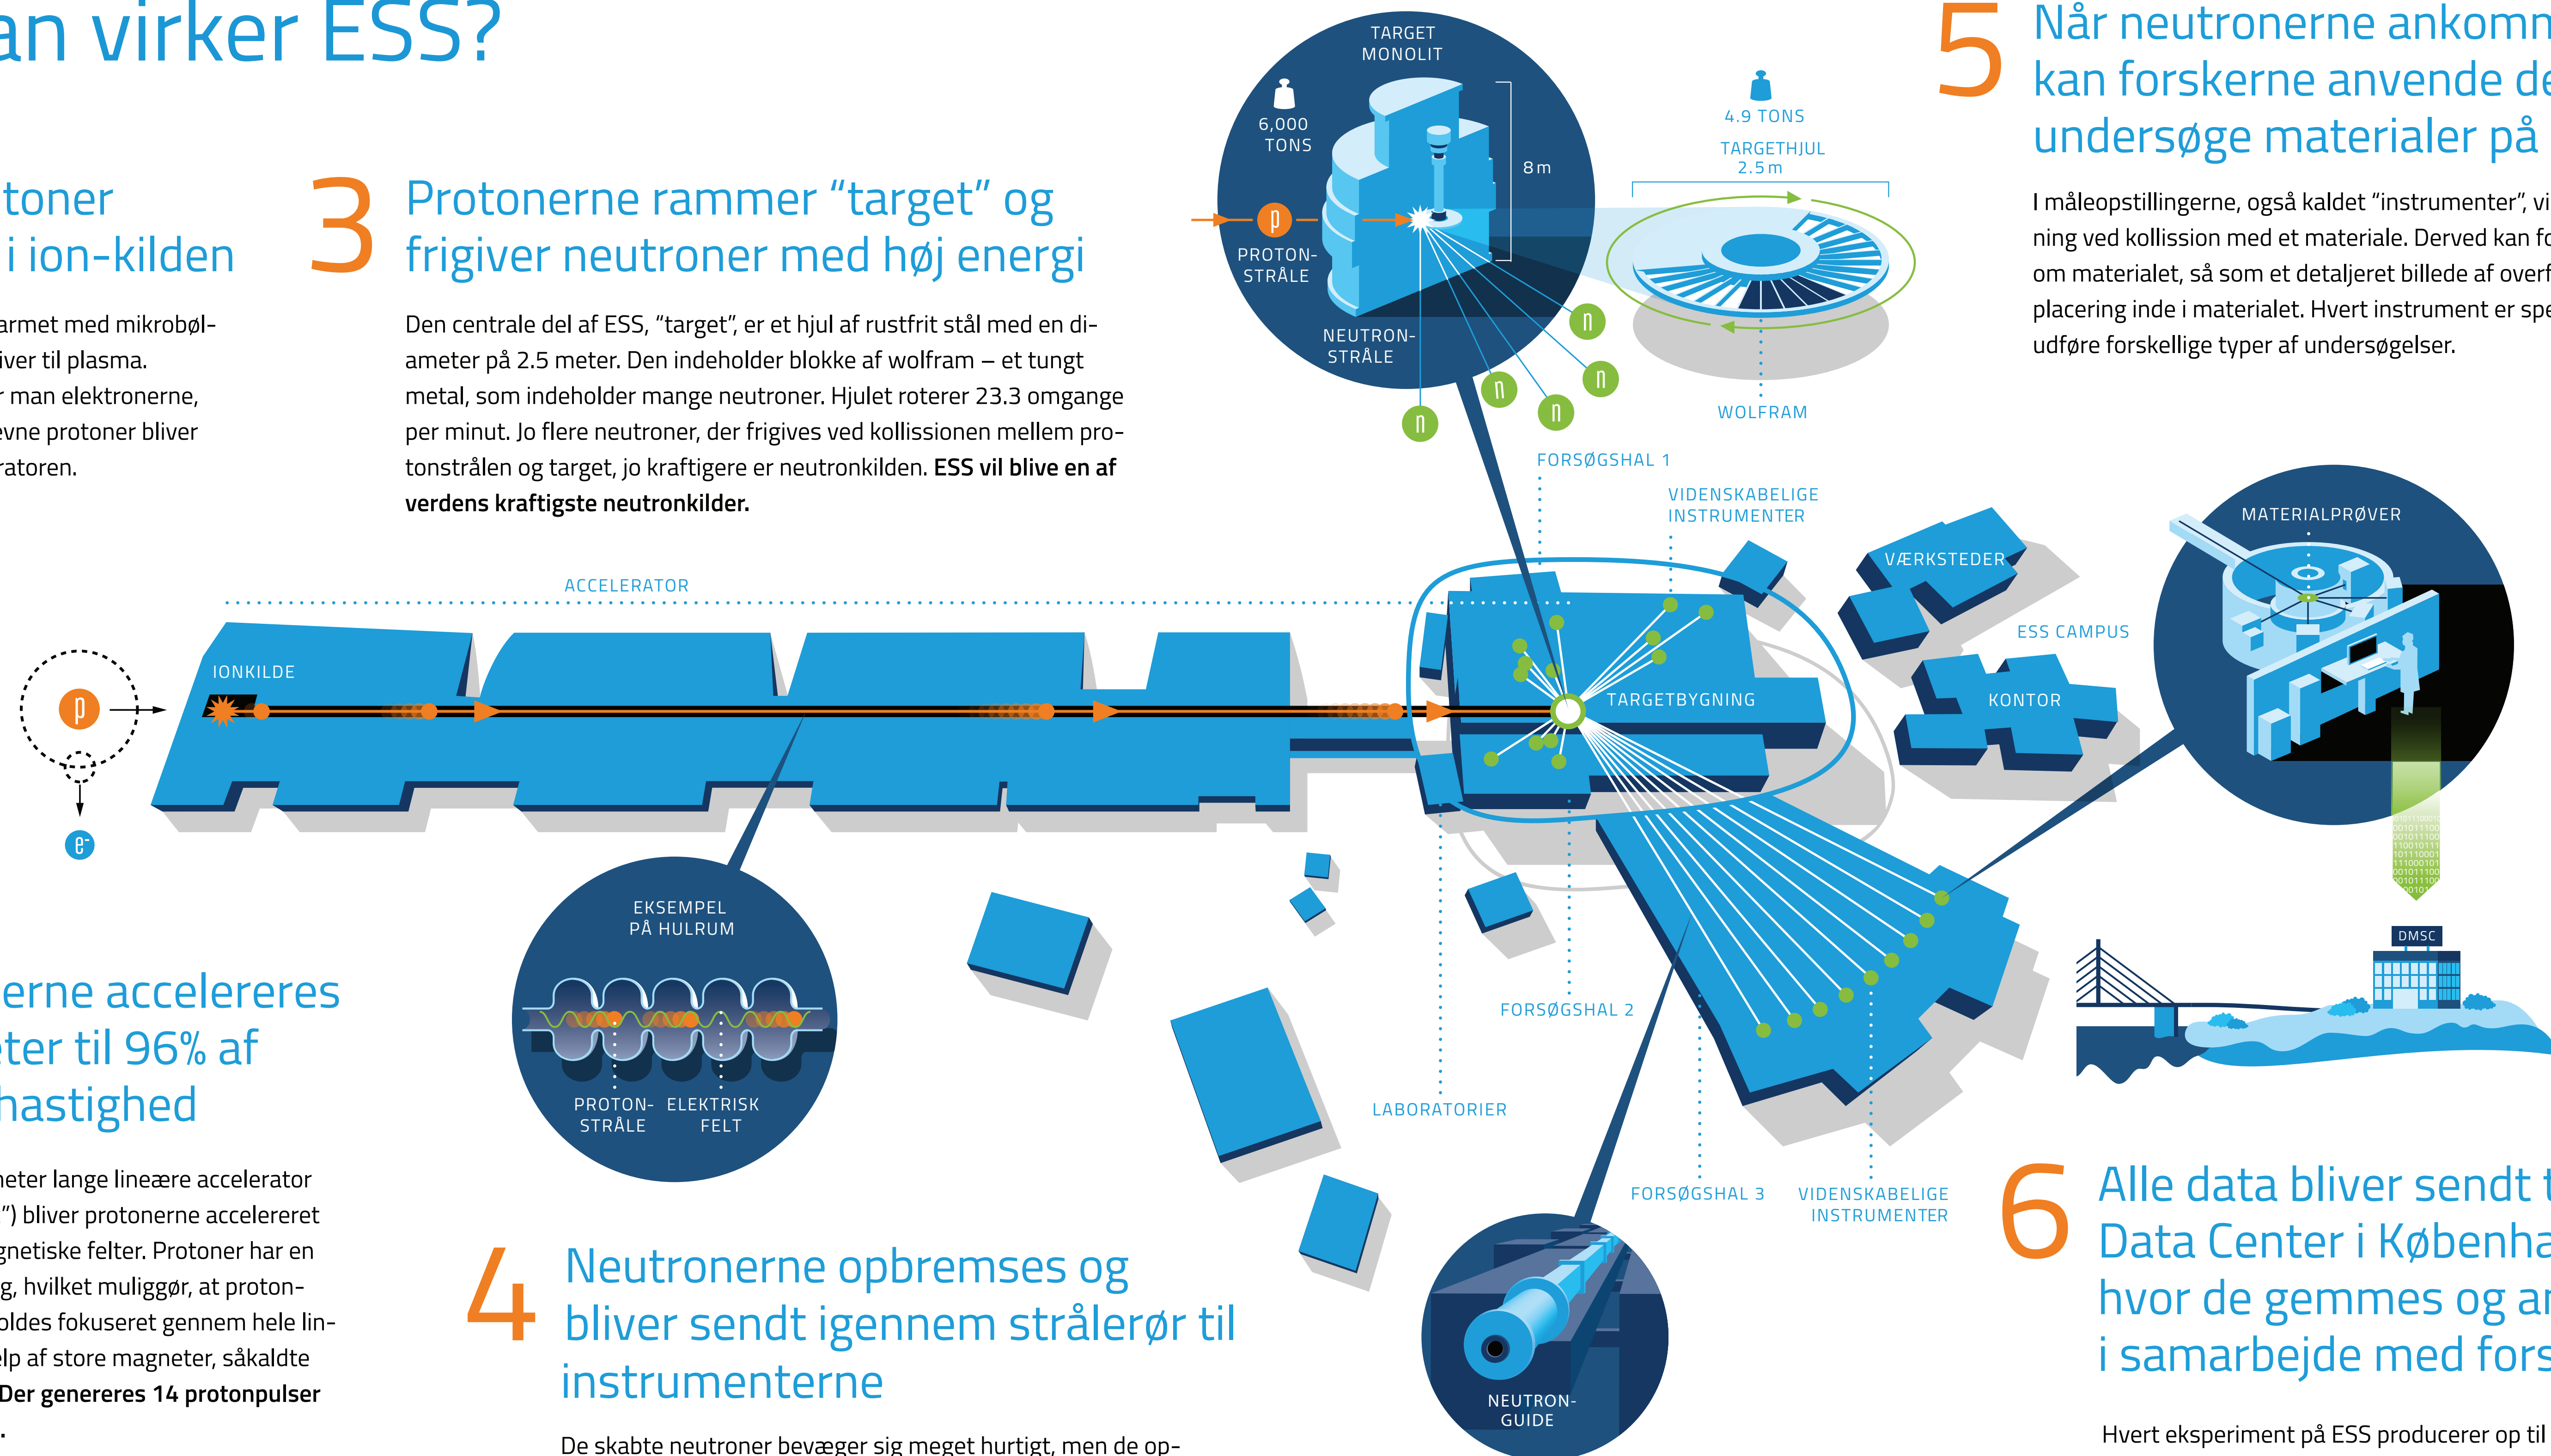 an virker ESS?
toner
i ion-kilden
armet med mikrobøl-
iver til plasma.
r man elektronerne,
evne protoner bliver
ratoren.
3
Protonerne rammer “target” og
frigiver neutroner med høj energi
Den centrale del af ESS, “target”, er et hjul af rustfrit stål med en di-
ameter på 2.5 meter. Den indeholder blokke af wolfram – et tungt
metal, som indeholder mange neutroner. Hjulet roterer 23.3 omgange
per minut. Jo flere neutroner, der frigives ved kollissionen mellem pro-
tonstrålen og target, jo kraftigere er neutronkilden. ESS vil blive en af
verdens kraftigste neutronkilder.
TARGET
MONOLIT
6,000
TONS
8 m
p
PROTON-
STRÅLE
NEUTRON-
STRÅLE
n
n
n
n
n
4.9 TONS
TARGETHJUL
2.5 m
WOLFRAM
5
Når neutronerne ankomm
kan forskerne anvende de
undersøge materialer på
I måleopstillingerne, også kaldet “instrumenter”, vi
ning ved kollission med et materiale. Derved kan fo
om materialet, så som et detaljeret billede af overf
placering inde i materialet. Hvert instrument er spe
udføre forskellige typer af undersøgelser.
FORSØGSHAL 1
VIDENSKABELIGE
INSTRUMENTER
VÆRKSTEDER
MATERIALPRØVER
ACCELERATOR
ESS CAMPUS
IONKILDE
p
e-
TARGETBYGNING
KONTOR
EKSEMPEL
PÅ HULRUM
PROTON-
STRÅLE
ELEKTRISK
FELT
FORSØGSHAL 2
LABORATORIER
FORSØGSHAL 3
VIDENSKABELIGE
INSTRUMENTER
DMSC
erne accelereres
eter til 96% af
hastighed
neter lange lineære accelerator
”) bliver protonerne accelereret
gnetiske felter. Protoner har en
g, hvilket muliggør, at proton-
oldes fokuseret gennem hele lin-
elp af store magneter, såkaldte
Der genereres 14 protonpulser
.
4
Neutronerne opbremses og
bliver sendt igennem strålerør til
instrumenterne
De skabte neutroner bevæger sig meget hurtigt, men de op-
NEUTRON-
GUIDE
6
Alle data bliver sendt t
Data Center i Københa
hvor de gemmes og an
i samarbejde med fors
Hvert eksperiment på ESS producerer op til